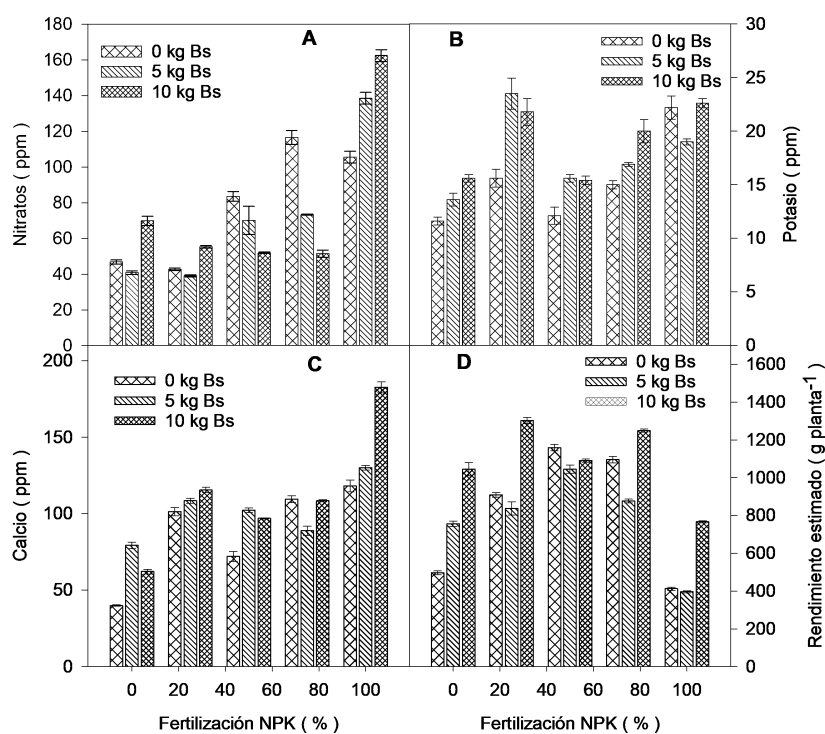 A
0 kg Bs
5 kg Bs
10 kg Bs
Nitratos ( ppm )
180
160
140
120
100
80
60
40
20
0
B
0 kg Bs
5 kg Bs
10 kg Bs
Potasio ( ppm )
30
25
20
15
10
5
0
C
0 kg Bs
5 kg Bs
10 kg Bs
Calcio ( ppm )
200
150
100
50
0
0 20 40 60 80 100
Fertilización NPK ( % )
D
0 kg Bs
5 kg Bs
10 kg Bs
Rendimiento estimado ( g planta⁻¹ )
1600
1400
1200
1000
800
600
400
200
0
0 20 40 60 80 100
Fertilización NPK ( % )